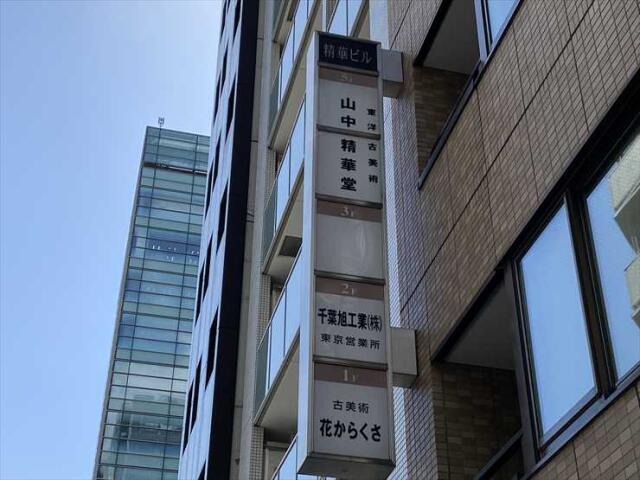 精華ビル
5F
東洋古美術
山中精華堂
3F
2F
千葉旭工業(株)
東京営業所
1F
古美術
花からくさ